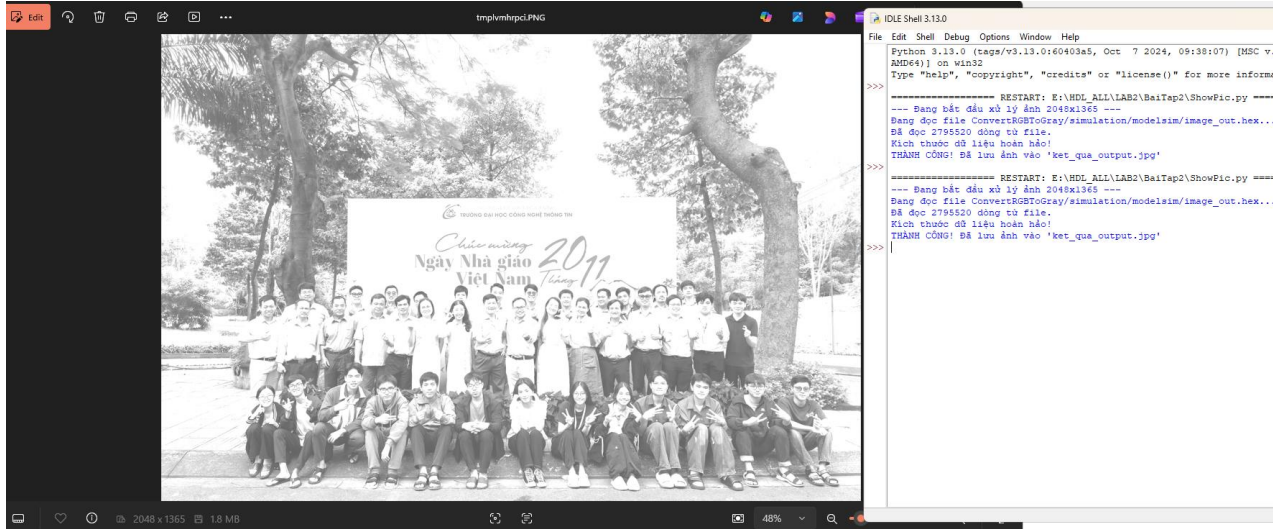 Edit
tmplvmhrpci.PNG
TRƯỜNG ĐẠI HỌC CÔNG NGHỆ THÔNG TIN
Chúc mừng
Ngày Nhà giáo
Việt Nam
20
Tháng 11
2048 x 1365 1.8 MB
48%
IDLE Shell 3.13.0
File Edit Shell Debug Options Window Help
Python 3.13.0 (tags/v3.13.0:60403a5, Oct 7 2024, 09:38:07) [MSC v.
AMD64)] on win32
Type "help", "copyright", "credits" or "license()" for more informa
>>>
================== RESTART: E:\HDL_ALL\LAB2\BaiTap2\ShowPic.py ====
--- Đang bắt đầu xử lý ảnh 2048x1365 ---
Đang đọc file ConvertRGBToGray/simulation/modelsim/image_out.hex...
Đã đọc 2795520 dòng từ file.
Kích thước dữ liệu hoàn hảo!
THÀNH CÔNG! Đã lưu ảnh vào 'ket_qua_output.jpg'
>>>
================== RESTART: E:\HDL_ALL\LAB2\BaiTap2\ShowPic.py ====
--- Đang bắt đầu xử lý ảnh 2048x1365 ---
Đang đọc file ConvertRGBToGray/simulation/modelsim/image_out.hex...
Đã đọc 2795520 dòng từ file.
Kích thước dữ liệu hoàn hảo!
THÀNH CÔNG! Đã lưu ảnh vào 'ket_qua_output.jpg'
>>>